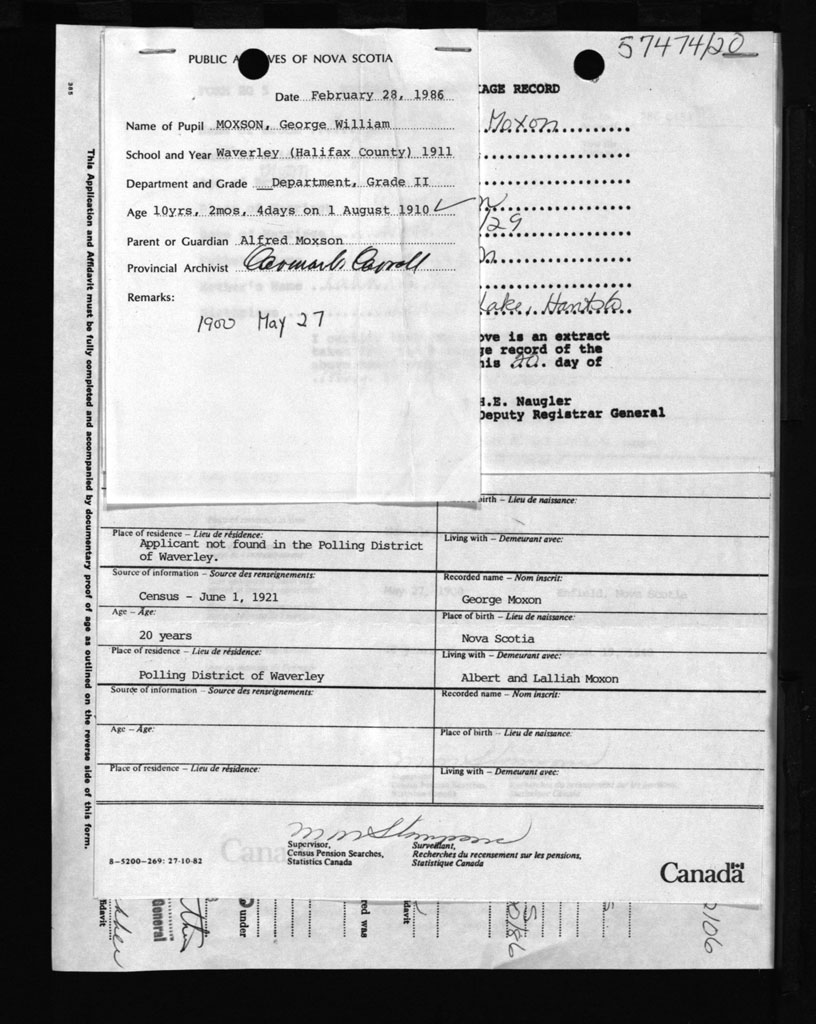 57474/20
PUBLIC A VES OF NOVA SCOTIA
Date February 28, 1986
Name of Pupil MOXSON, George William
School and Year Waverley (Halifax County) 1911
Department and Grade __Department, Grade II
Age 10yrs, 2mos, 4days on 1 August 1910
Parent or Guardian Alfred Moxson
Provincial Archivist
Remarks:
1900 May 27
AGE RECORD
Moxon
/29
Lake, Hants Co
ove is an extract
ge record of the
his 20. day of
H.E. Naugler
Deputy Registrar General
This Application and Affidavit must be fully completed and accompanied by documentary proof of age as outlined on the reverse side of this form.
irth – Lieu de naissance:
Place of residence – Lieu de résidence:
Applicant not found in the Polling District
of Waverley.
Living with – Demeurant avec:
Source of information – Source des renseignements:
Census - June 1, 1921
Recorded name – Nom inscrit:
George Moxon
Age – Âge:
20 years
Place of birth – Lieu de naissance:
Nova Scotia
Place of residence – Lieu de résidence:
Polling District of Waverley
Living with – Demeurant avec:
Albert and Lalliah Moxon
Source of information – Source des renseignements:
Recorded name – Nom inscrit:
Age – Âge:
Place of birth – Lieu de naissance:
Place of residence – Lieu de résidence:
Living with – Demeurant avec:
Supervisor,
Census Pension Searches,
Statistics Canada
Surveillant,
Recherches du recensement sur les pensions,
Statistique Canada
8-5200-269: 27-10-82
Canada
fidavit
General
under
red was
davit
2106